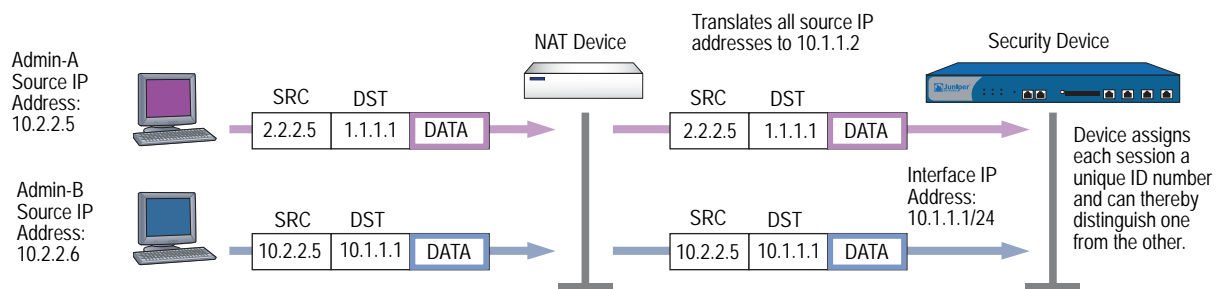 Admin-A
Source IP
Address:
10.2.2.5
SRC DST
2.2.2.5 1.1.1.1 DATA
NAT Device
Translates all source IP
addresses to 10.1.1.2
SRC DST
2.2.2.5 1.1.1.1 DATA
Security Device
Juniper
Admin-B
Source IP
Address:
10.2.2.6
SRC DST
10.2.2.5 10.1.1.1 DATA
SRC DST
10.2.2.5 10.1.1.1 DATA
Interface IP
Address:
10.1.1.1/24
Device assigns
each session a
unique ID number
and can thereby
distinguish one
from the other.